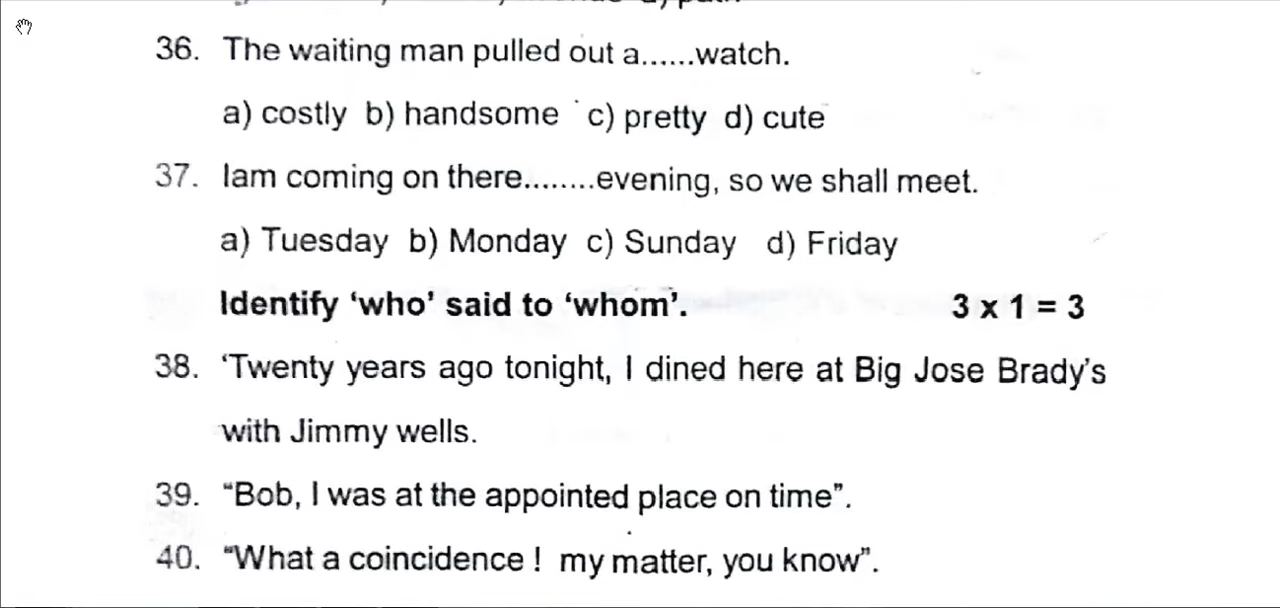 36. The waiting man pulled out a......watch.
a) costly b) handsome c) pretty d) cute
37. Iam coming on there........evening, so we shall meet.
a) Tuesday b) Monday c) Sunday d) Friday
Identify ‘who’ said to ‘whom’. 3 x 1 = 3
38. ‘Twenty years ago tonight, I dined here at Big Jose Brady's
with Jimmy wells.
39. “Bob, I was at the appointed place on time”.
40. “What a coincidence ! my matter, you know”.